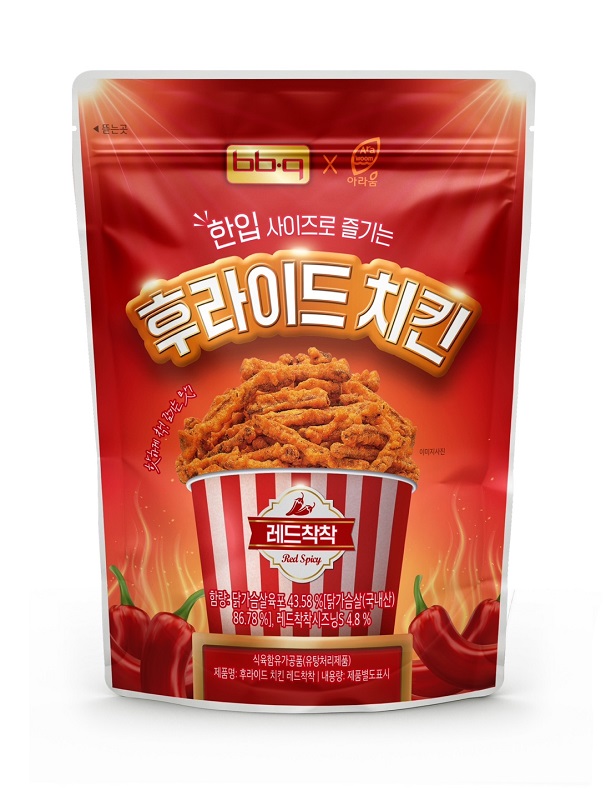 ◀ 뜯는곳
bb·q X Ara
아라움
한입 사이즈로 즐기는
후라이드 치킨
이미지사진
레드착착
Red Spicy
함량: 닭가슴살육포 43.58 %[닭가슴살(국내산)
86.78 %], 레드착착시즈닝S 4.8 %
식육함유가공품(유탕처리제품)
제품명: 후라이드 치킨 레드착착 | 내용량: 제품별도표시